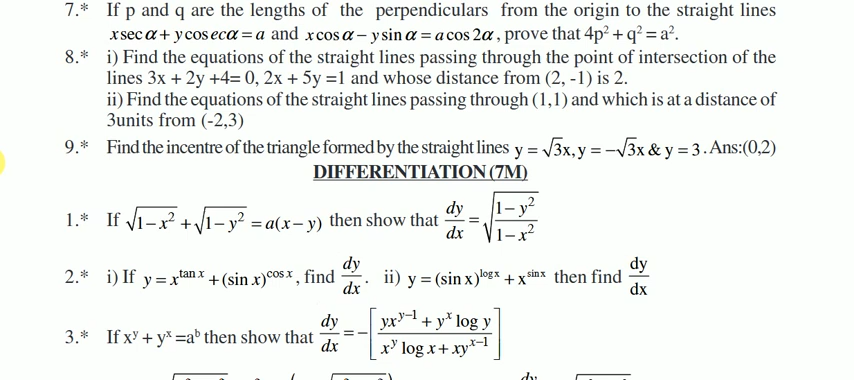 7.* If p and q are the lengths of the perpendiculars from the origin to the straight lines
x sec α + y cos ec α = a and x cos α − y sin α = a cos 2α, prove that 4p² + q² = a².
8.* i) Find the equations of the straight lines passing through the point of intersection of the
lines 3x + 2y +4= 0, 2x + 5y =1 and whose distance from (2, -1) is 2.
ii) Find the equations of the straight lines passing through (1,1) and which is at a distance of
3units from (-2,3)
9.* Find the incentre of the triangle formed by the straight lines y = √3x, y = −√3x & y = 3. Ans:(0,2)
DIFFERENTIATION (7M)
1.* If √(1−x²) + √(1−y²) = a(x−y) then show that dy/dx = √((1−y²)/(1−x²))
2.* i) If y = x^(tan x) + (sin x)^(cos x), find dy/dx. ii) y = (sin x)^(log x) + x^(sin x) then find dy/dx
3.* If x^y + y^x =a^b then show that dy/dx = −[(yx^(y−1) + y^x log y)/(x^y log x + xy^(x−1))]